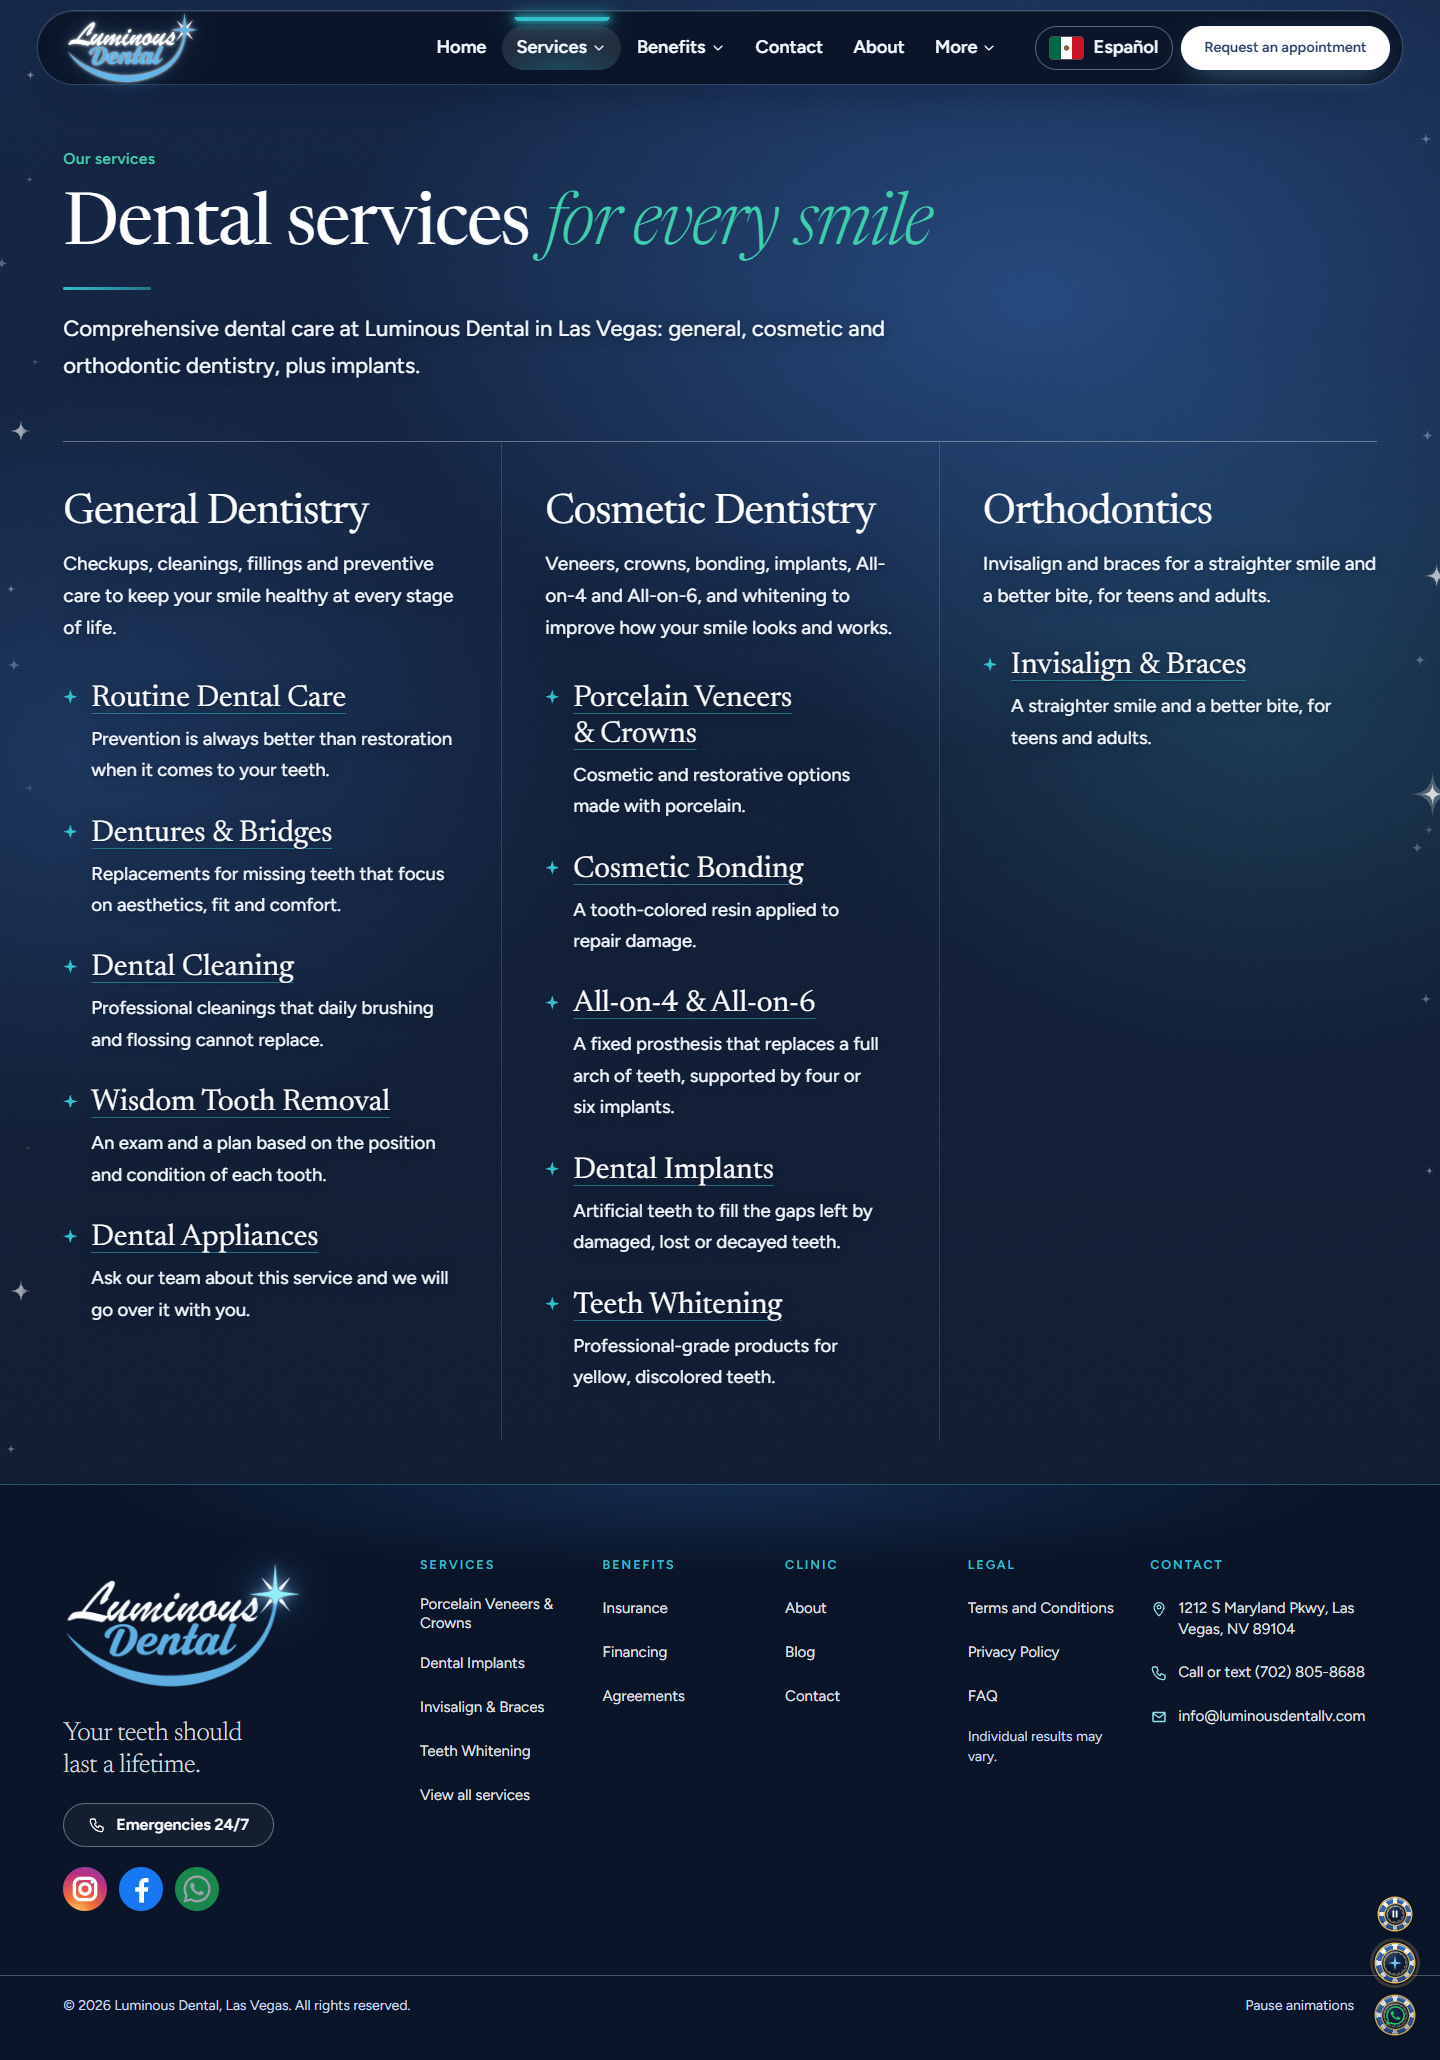 Luminous
Dental
Home
Services
Benefits
Contact
About
More
Español
Request an appointment
Our services
Dental services for every smile
Comprehensive dental care at Luminous Dental in Las Vegas: general, cosmetic and
orthodontic dentistry, plus implants.
General Dentistry
Checkups, cleanings, fillings and preventive
care to keep your smile healthy at every stage
of life.
Routine Dental Care
Prevention is always better than restoration
when it comes to your teeth.
Dentures & Bridges
Replacements for missing teeth that focus
on aesthetics, fit and comfort.
Dental Cleaning
Professional cleanings that daily brushing
and flossing cannot replace.
Wisdom Tooth Removal
An exam and a plan based on the position
and condition of each tooth.
Dental Appliances
Ask our team about this service and we will
go over it with you.
Cosmetic Dentistry
Veneers, crowns, bonding, implants, All-
on-4 and All-on-6, and whitening to
improve how your smile looks and works.
Porcelain Veneers
& Crowns
Cosmetic and restorative options
made with porcelain.
Cosmetic Bonding
A tooth-colored resin applied to
repair damage.
All-on-4 & All-on-6
A fixed prosthesis that replaces a full
arch of teeth, supported by four or
six implants.
Dental Implants
Artificial teeth to fill the gaps left by
damaged, lost or decayed teeth.
Teeth Whitening
Professional-grade products for
yellow, discolored teeth.
Orthodontics
Invisalign and braces for a straighter smile and
a better bite, for teens and adults.
Invisalign & Braces
A straighter smile and a better bite, for
teens and adults.
Luminous
Dental
Your teeth should
last a lifetime.
Emergencies 24/7
SERVICES
Porcelain Veneers &
Crowns
Dental Implants
Invisalign & Braces
Teeth Whitening
View all services
BENEFITS
Insurance
Financing
Agreements
CLINIC
About
Blog
Contact
LEGAL
Terms and Conditions
Privacy Policy
FAQ
Individual results may
vary.
CONTACT
1212 S Maryland Pkwy, Las
Vegas, NV 89104
Call or text (702) 805-8688
info@luminousdentallv.com
© 2026 Luminous Dental, Las Vegas. All rights reserved.
Pause animations